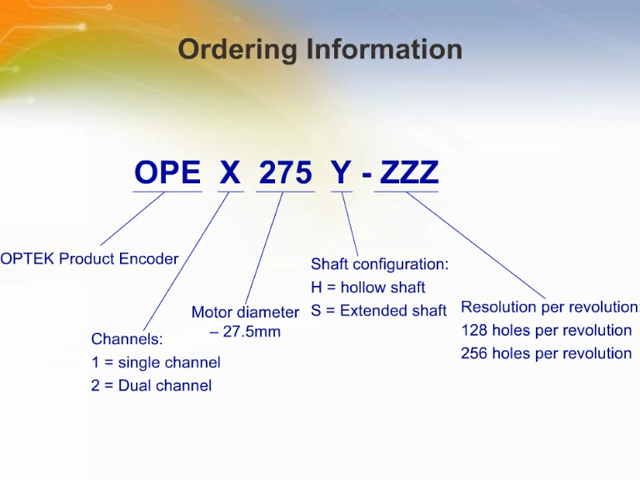 Ordering Information
OPE X 275 Y - ZZZ
OPTEK Product Encoder
Channels:
1 = single channel
2 = Dual channel
Motor diameter
– 27.5mm
Shaft configuration:
H = hollow shaft
S = Extended shaft
Resolution per revolution:
128 holes per revolution
256 holes per revolution